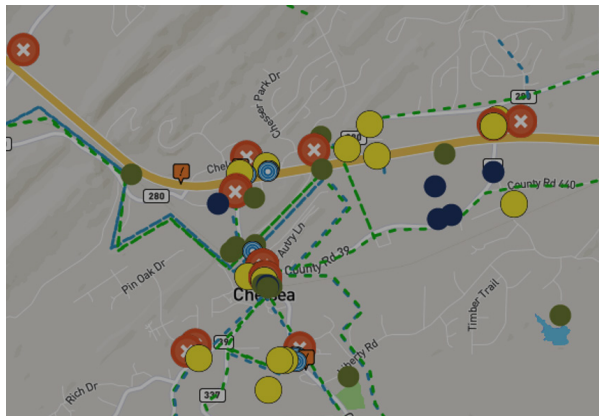 280
Chesser Park Dr
280
Chel
280
County Rd 440
Autry Ln
County Rd 39
Pin Oak Dr
Chelsea
Timber Trail
39
Rich Dr
337